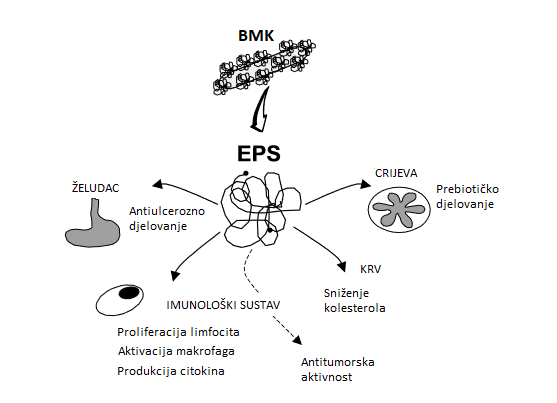 BMK
EPS
ŽELUDAC
Antiulcerozno
djelovanje
CRIJEVA
Prebiotičko
djelovanje
KRV
Sniženje
kolesterola
IMUNOLOŠKI SUSTAV
Proliferacija limfocita
Aktivacija makrofaga
Produkcija citokina
Antitumorska
aktivnost